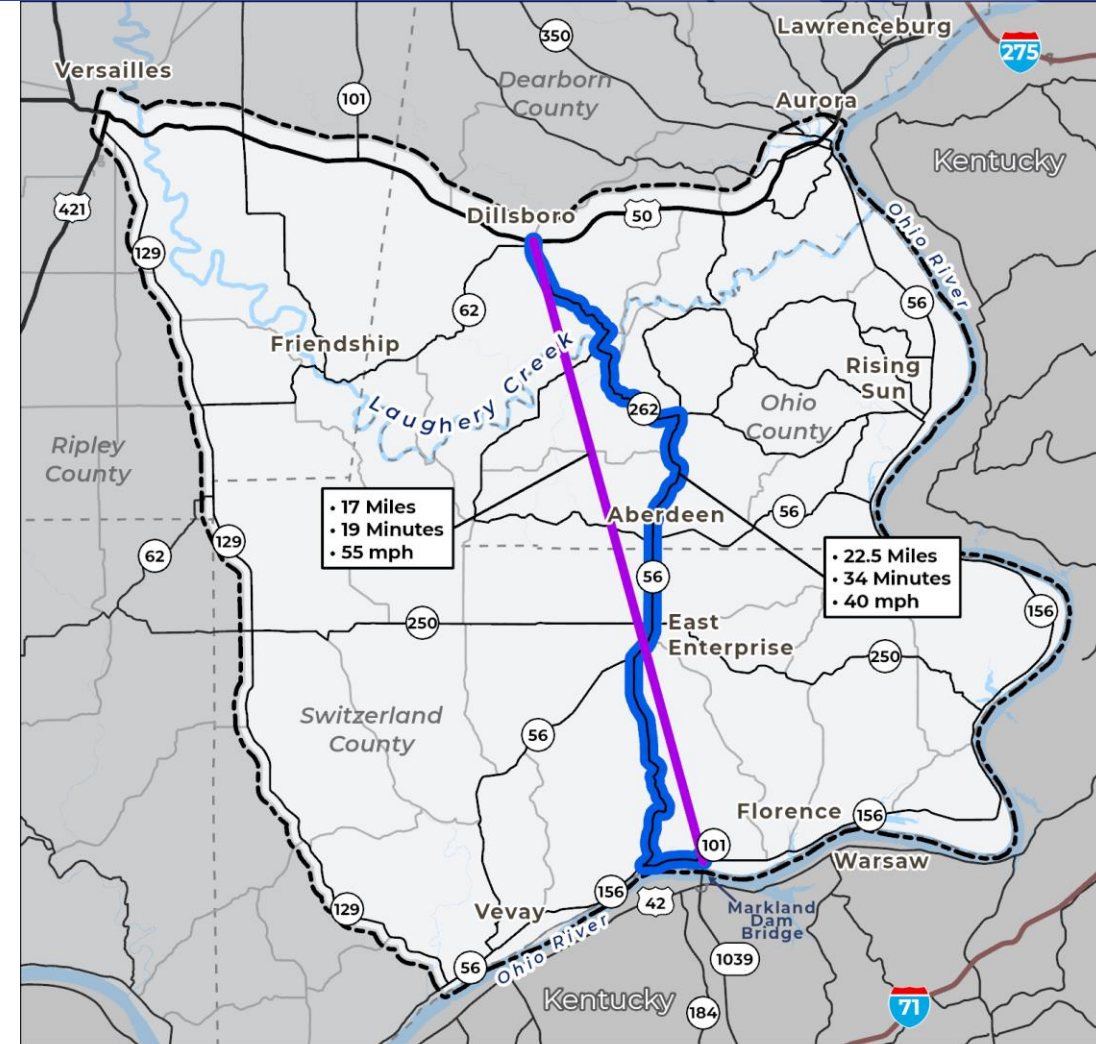 Lawrenceburg
350
275
Versailles
Dearborn
County
101
Aurora
Kentucky
421
Dillsboro
50
Ohio River
129
56
62
Friendship
Laughery Creek
Rising
Sun
262
Ohio
County
Ripley
County
• 17 Miles
• 19 Minutes
• 55 mph
56
Aberdeen
62
129
• 22.5 Miles
• 34 Minutes
• 40 mph
56
156
250
East
Enterprise
250
Switzerland
County
56
Florence
156
101
Warsaw
156
42
Markland
Dam
Bridge
129
Vevay
56
Ohio River
1039
Kentucky
184
71